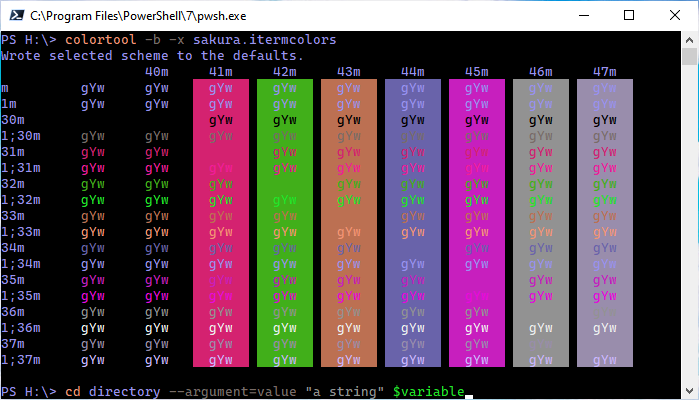 C:\Program Files\PowerShell\7\pwsh.exe
PS H:\> colortool -b -x sakura.itermcolors
Wrote selected scheme to the defaults.
40m 41m 42m 43m 44m 45m 46m 47m
m gYw gYw gYw gYw gYw gYw gYw gYw gYw
1m gYw gYw gYw gYw gYw gYw gYw gYw gYw
30m gYw gYw gYw gYw gYw gYw gYw
1;30m gYw gYw gYw gYw gYw gYw gYw gYw gYw
31m gYw gYw gYw gYw gYw gYw gYw gYw
1;31m gYw gYw gYw gYw gYw gYw gYw gYw
32m gYw gYw gYw gYw gYw gYw gYw gYw
1;32m gYw gYw gYw gYw gYw gYw gYw gYw gYw
33m gYw gYw gYw gYw gYw gYw gYw gYw
1;33m gYw gYw gYw gYw gYw gYw gYw gYw gYw
34m gYw gYw gYw gYw gYw gYw gYw gYw
1;34m gYw gYw gYw gYw gYw gYw gYw gYw gYw
35m gYw gYw gYw gYw gYw gYw gYw gYw
1;35m gYw gYw gYw gYw gYw gYw gYw gYw
36m gYw gYw gYw gYw gYw gYw gYw gYw
1;36m gYw gYw gYw gYw gYw gYw gYw gYw gYw
37m gYw gYw gYw gYw gYw gYw gYw gYw
1;37m gYw gYw gYw gYw gYw gYw gYw gYw gYw
PS H:\> cd directory --argument=value "a string" $variable